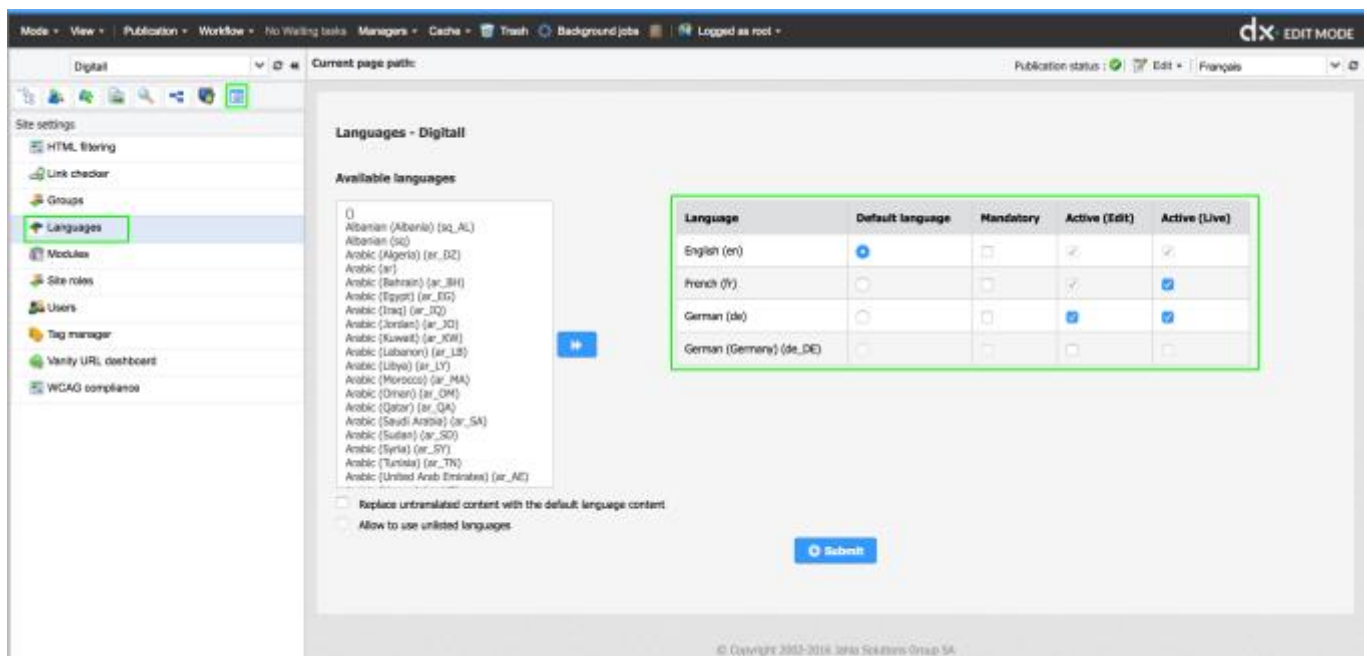 Mode View Publication Workflow No Waiting tasks Managers Cache Trash Background jobs Logged as root dx EDIT MODE
Digitall Current page path: Publication status : Edit Français
Site settings
HTML filtering
Link checker
Groups
Languages
Modules
Site roles
Users
Tag manager
Vanity URL dashboard
WCAG compliance
Languages - Digitall
Available languages
()
Albanian (Albania) (sq_AL)
Albanian (sq)
Arabic (Algeria) (ar_DZ)
Arabic (ar)
Arabic (Bahrain) (ar_BH)
Arabic (Egypt) (ar_EG)
Arabic (Iraq) (ar_IQ)
Arabic (Jordan) (ar_JO)
Arabic (Kuwait) (ar_KW)
Arabic (Lebanon) (ar_LB)
Arabic (Libya) (ar_LY)
Arabic (Morocco) (ar_MA)
Arabic (Oman) (ar_OM)
Arabic (Qatar) (ar_QA)
Arabic (Saudi Arabia) (ar_SA)
Arabic (Sudan) (ar_SD)
Arabic (Syria) (ar_SY)
Arabic (Tunisia) (ar_TN)
Arabic (United Arab Emirates) (ar_AE)
Language Default language Mandatory Active (Edit) Active (Live)
English (en)
French (fr)
German (de)
German (Germany) (de_DE)
Replace untranslated content with the default language content
Allow to use unlisted languages
Submit
© Copyright 2002-2016 Jahia Solutions Group SA